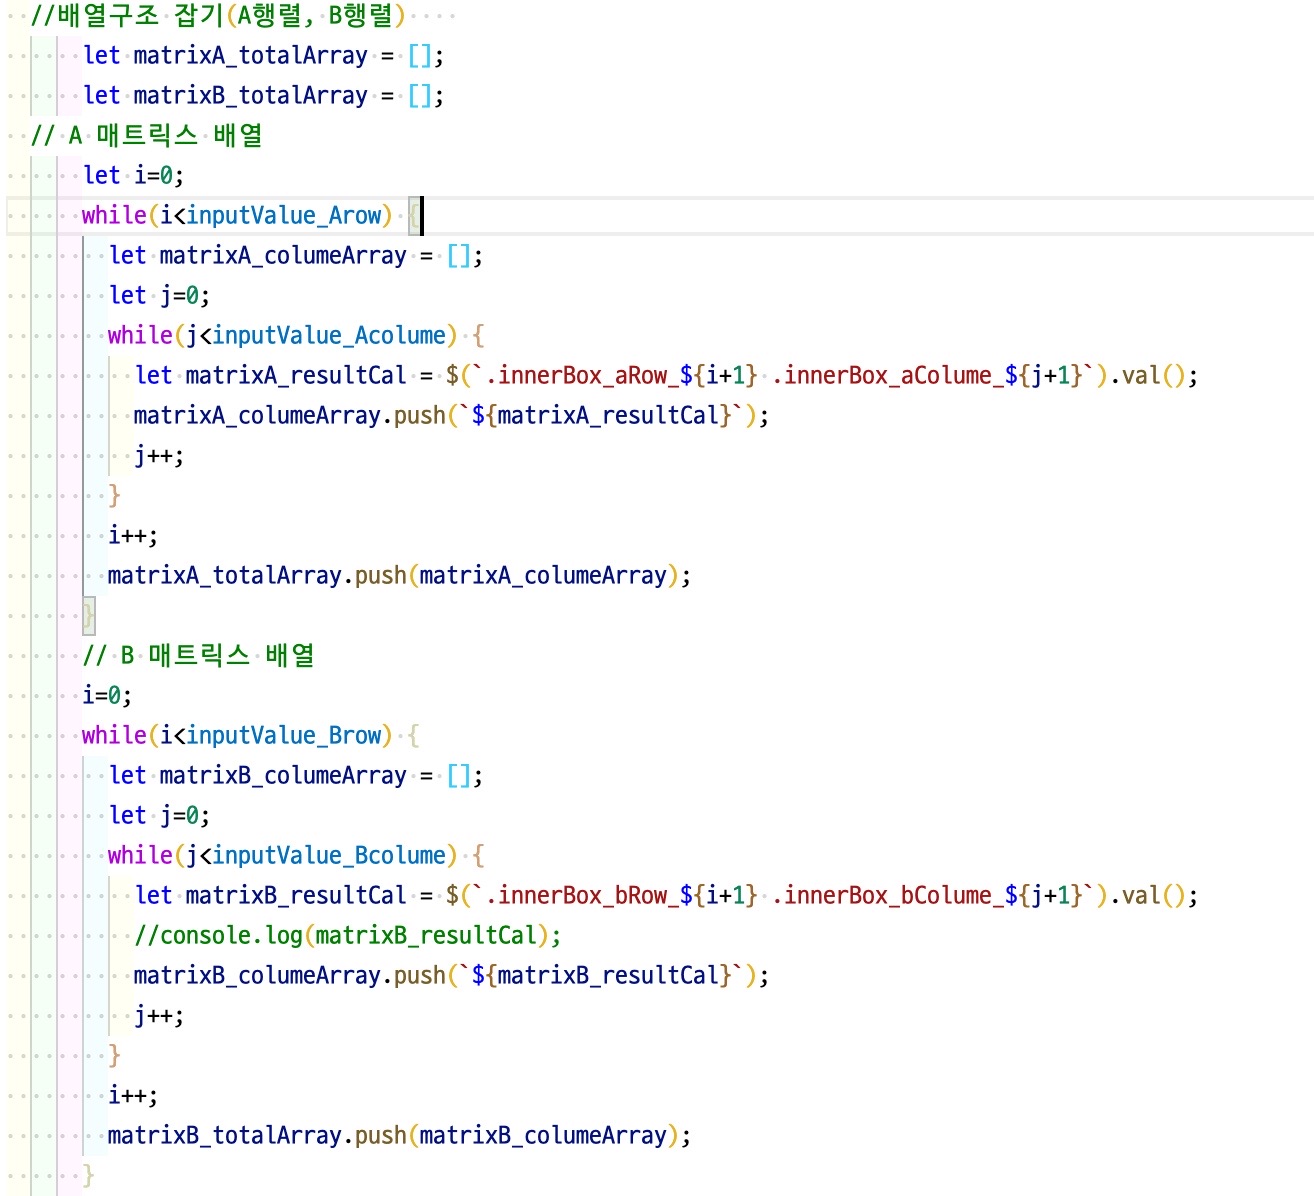 //배열구조 잡기(A행렬, B행렬)
let matrixA_totalArray = [];
let matrixB_totalArray = [];
// A 매트릭스 배열
let i=0;
while(i<inputValue_Arow) {
let matrixA_columeArray = [];
let j=0;
while(j<inputValue_Acolume) {
let matrixA_resultCal = $(`.innerBox_aRow_${i+1} .innerBox_aColume_${j+1}`).val();
matrixA_columeArray.push(`${matrixA_resultCal}`);
j++;
}
i++;
matrixA_totalArray.push(matrixA_columeArray);
}
// B 매트릭스 배열
i=0;
while(i<inputValue_Brow) {
let matrixB_columeArray = [];
let j=0;
while(j<inputValue_Bcolume) {
let matrixB_resultCal = $(`.innerBox_bRow_${i+1} .innerBox_bColume_${j+1}`).val();
//console.log(matrixB_resultCal);
matrixB_columeArray.push(`${matrixB_resultCal}`);
j++;
}
i++;
matrixB_totalArray.push(matrixB_columeArray);
}